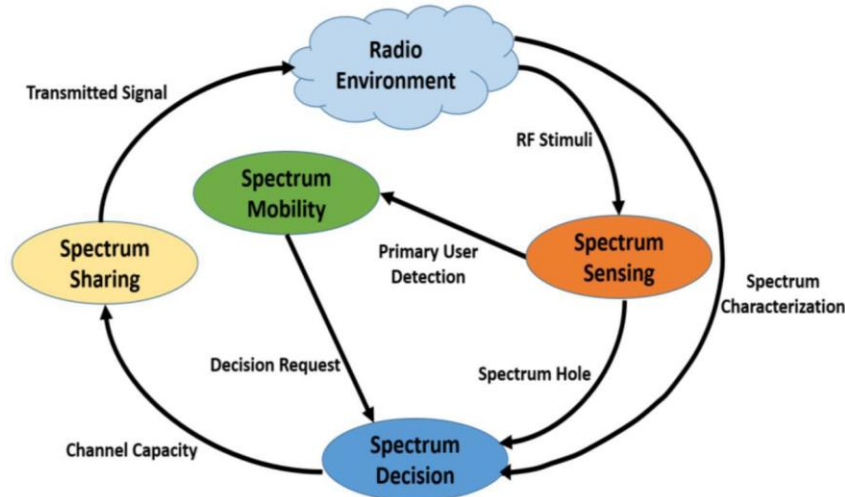 Radio
Environment
Transmitted Signal
RF Stimuli
Spectrum
Mobility
Spectrum
Sharing
Primary User
Detection
Spectrum
Sensing
Spectrum
Characterization
Decision Request
Spectrum Hole
Channel Capacity
Spectrum
Decision